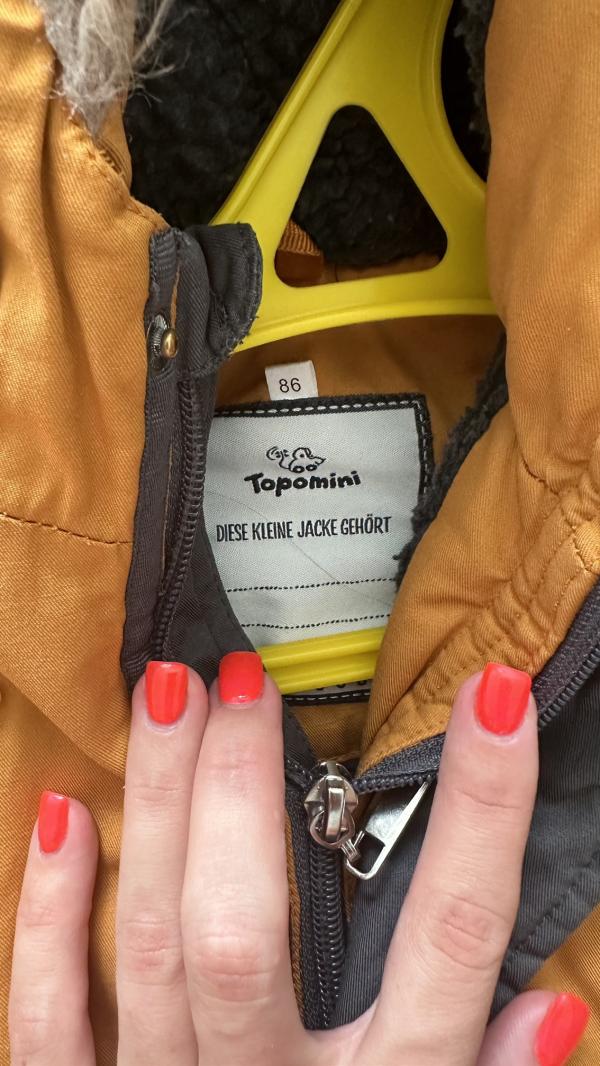 86
Topomini
DIESE KLEINE JACKE GEHÖRT